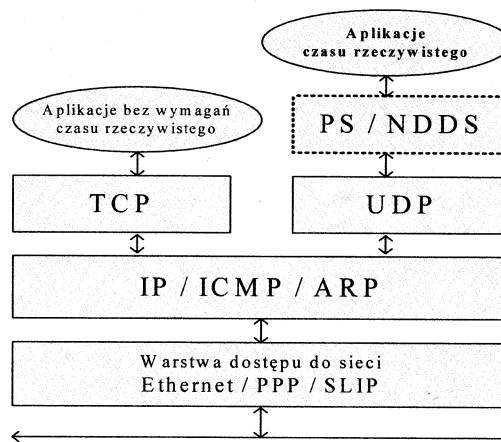 Aplikacje
czasu rzeczywistego
Aplikacje bez wymagań
czasu rzeczywistego
PS / NDDS
TCP
UDP
IP / ICMP / ARP
Warstwa dostępu do sieci
Ethernet / PPP / SLIP